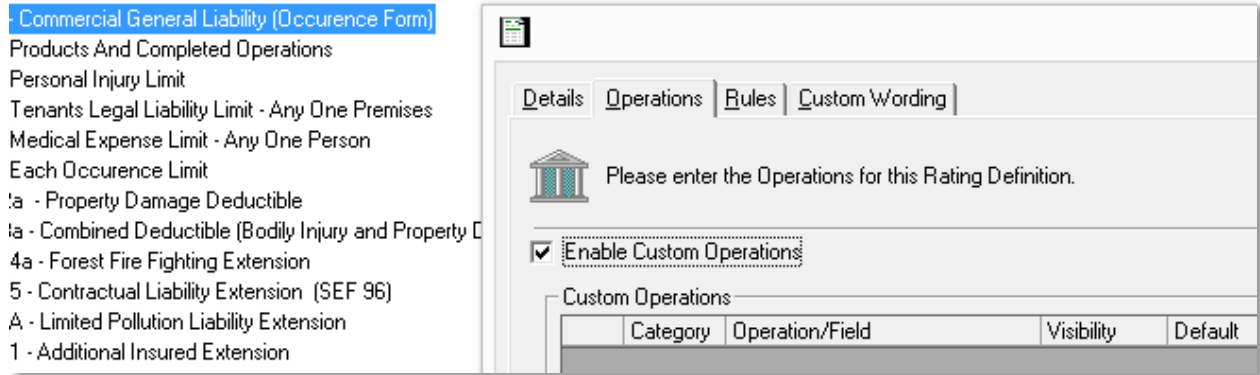 - Commercial General Liability (Occurence Form)
Products And Completed Operations
Personal Injury Limit
Tenants Legal Liability Limit - Any One Premises
Medical Expense Limit - Any One Person
Each Occurence Limit
a - Property Damage Deductible
a - Combined Deductible (Bodily Injury and Property
4a - Forest Fire Fighting Extension
5 - Contractual Liability Extension (SEF 96)
A - Limited Pollution Liability Extension
1 - Additional Insured Extension
Details Operations Rules Custom Wording
Please enter the Operations for this Rating Definition.
Enable Custom Operations
Custom Operations
Category Operation/Field Visibility Default